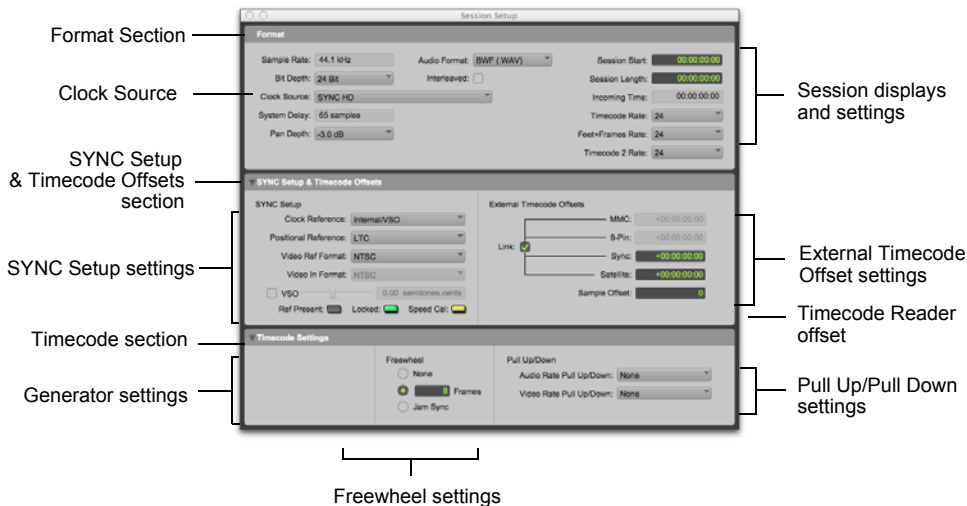 Session Setup
Format Section
Format
Sample Rate: 44.1 kHz
Audio Format: BWF (.WAV)
Session Start: 00:00:00:00
Bit Depth: 24 Bit
Interleaved:
Session Length: 00:00:00:00
Clock Source
Clock Source: SYNC HD
Incoming Time: 00:00:00:00
System Delay: 65 samples
Timecode Rate: 24
Pan Depth: -3.0 dB
Feet+Frames Rate: 24
Timecode 2 Rate: 24
Session displays
and settings
SYNC Setup
& Timecode Offsets
section
SYNC Setup & Timecode Offsets
SYNC Setup
External Timecode Offsets
Clock Reference: Internal/VSO
MMC: +00:00:00:00
Positional Reference: LTC
9-Pin: +00:00:00:00
Link:
Video Ref Format: NTSC
Sync: +00:00:00:00
Video In Format: NTSC
Satellite: +00:00:00:00
VSO 0.00 semitones.cents
Sample Offset: 0
Ref Present: Locked: Speed Cal:
SYNC Setup settings
External Timecode
Offset settings
Timecode Reader
offset
Timecode section
Timecode Settings
Generator settings
Freewheel
None
8 Frames
Jam Sync
Pull Up/Down
Audio Rate Pull Up/Down: None
Video Rate Pull Up/Down: None
Pull Up/Pull Down
settings
Freewheel settings